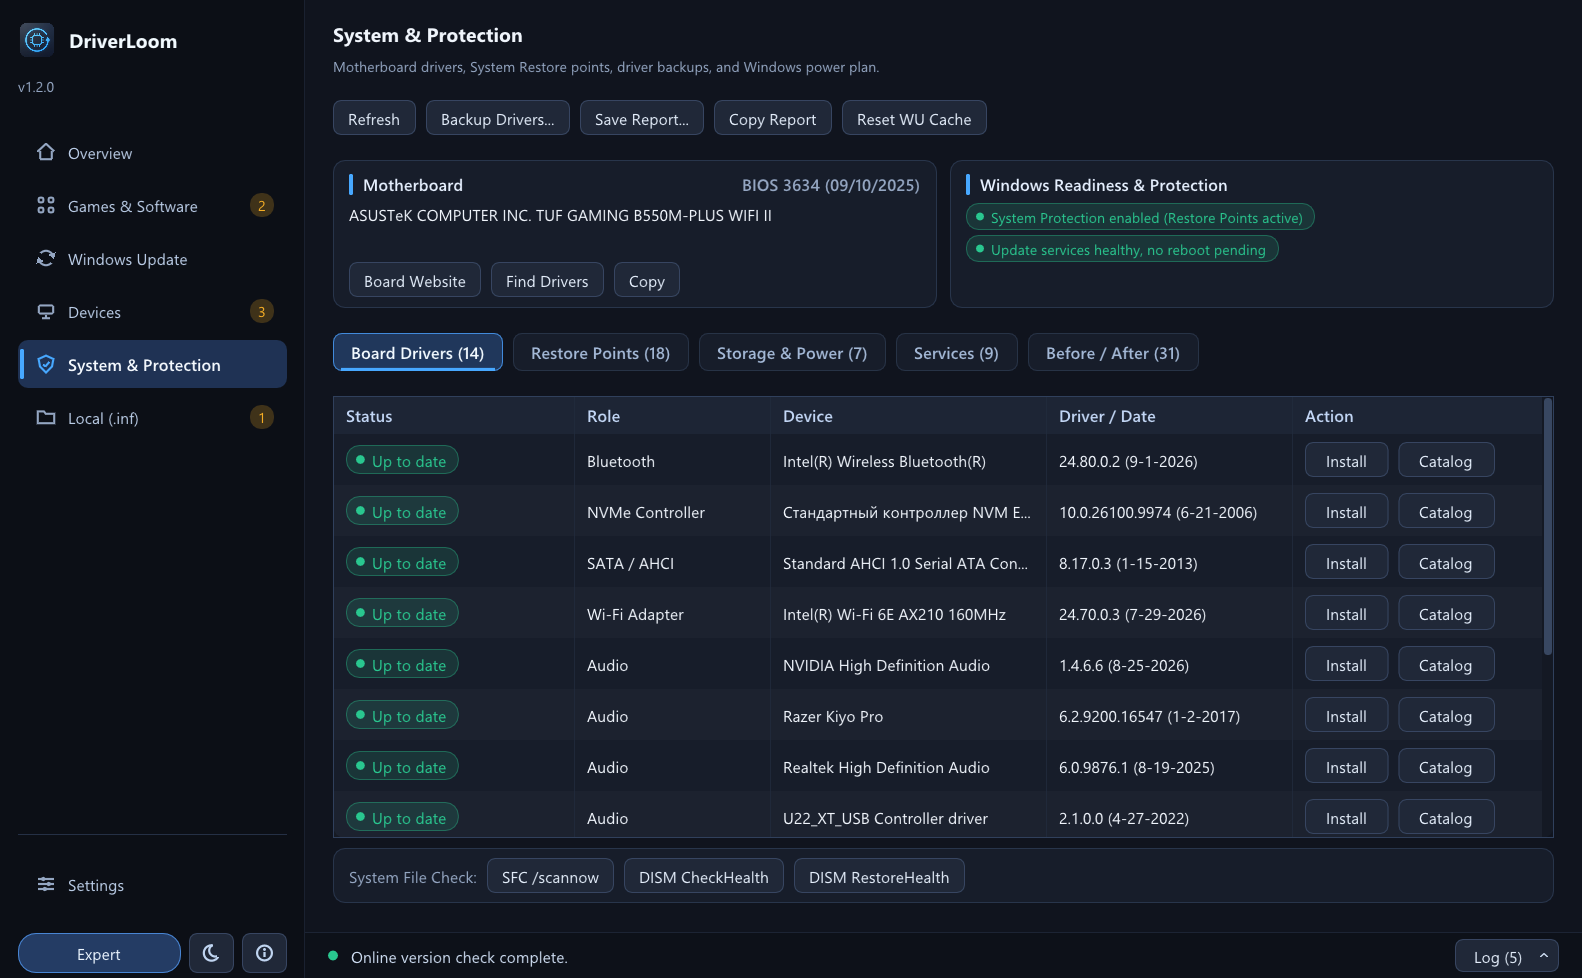 DriverLoom
v1.2.0
Overview
Games & Software 2
Windows Update
Devices 3
System & Protection
Local (.inf) 1
Settings
Expert
System & Protection
Motherboard drivers, System Restore points, driver backups, and Windows power plan.
Refresh Backup Drivers... Save Report... Copy Report Reset WU Cache
Motherboard BIOS 3634 (09/10/2025)
ASUSTeK COMPUTER INC. TUF GAMING B550M-PLUS WIFI II
Board Website Find Drivers Copy
Windows Readiness & Protection
System Protection enabled (Restore Points active)
Update services healthy, no reboot pending
Board Drivers (14) Restore Points (18) Storage & Power (7) Services (9) Before / After (31)
Status Role Device Driver / Date Action
Up to date Bluetooth Intel(R) Wireless Bluetooth(R) 24.80.0.2 (9-1-2026) Install Catalog
Up to date NVMe Controller Стандартный контроллер NVM E... 10.0.26100.9974 (6-21-2006) Install Catalog
Up to date SATA / AHCI Standard AHCI 1.0 Serial ATA Con... 8.17.0.3 (1-15-2013) Install Catalog
Up to date Wi-Fi Adapter Intel(R) Wi-Fi 6E AX210 160MHz 24.70.0.3 (7-29-2026) Install Catalog
Up to date Audio NVIDIA High Definition Audio 1.4.6.6 (8-25-2026) Install Catalog
Up to date Audio Razer Kiyo Pro 6.2.9200.16547 (1-2-2017) Install Catalog
Up to date Audio Realtek High Definition Audio 6.0.9876.1 (8-19-2025) Install Catalog
Up to date Audio U22_XT_USB Controller driver 2.1.0.0 (4-27-2022) Install Catalog
System File Check: SFC /scannow DISM CheckHealth DISM RestoreHealth
Online version check complete. Log (5)